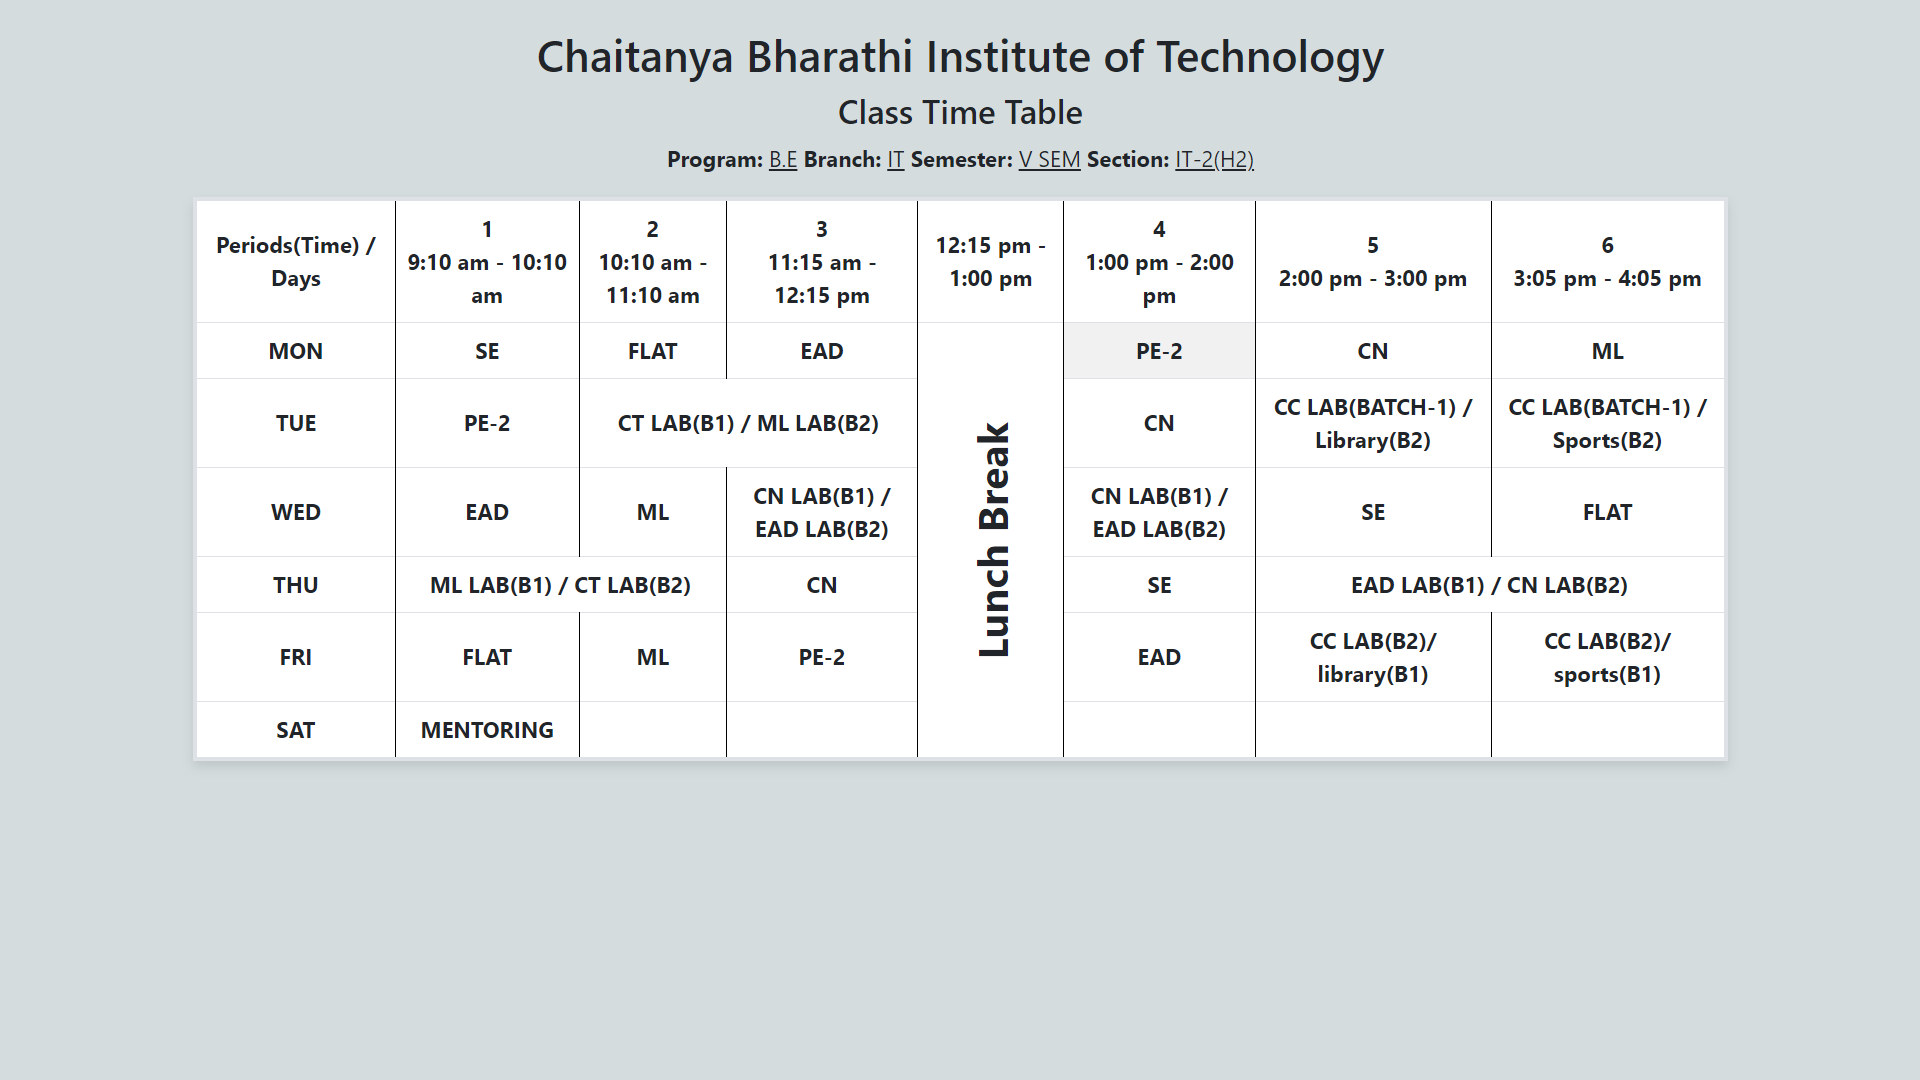 Chaitanya Bharathi Institute of Technology
Class Time Table
Program: B.E Branch: IT Semester: V SEM Section: IT-2(H2)
Periods(Time) /
Days
1
9:10 am - 10:10
am
2
10:10 am -
11:10 am
3
11:15 am -
12:15 pm
12:15 pm -
1:00 pm
4
1:00 pm - 2:00
pm
5
2:00 pm - 3:00 pm
6
3:05 pm - 4:05 pm
MON
SE
FLAT
EAD
Lunch Break
PE-2
CN
ML
TUE
PE-2
CT LAB(B1) / ML LAB(B2)
CN
CC LAB(BATCH-1) /
Library(B2)
CC LAB(BATCH-1) /
Sports(B2)
WED
EAD
ML
CN LAB(B1) /
EAD LAB(B2)
CN LAB(B1) /
EAD LAB(B2)
SE
FLAT
THU
ML LAB(B1) / CT LAB(B2)
CN
SE
EAD LAB(B1) / CN LAB(B2)
FRI
FLAT
ML
PE-2
EAD
CC LAB(B2)/
library(B1)
CC LAB(B2)/
sports(B1)
SAT
MENTORING